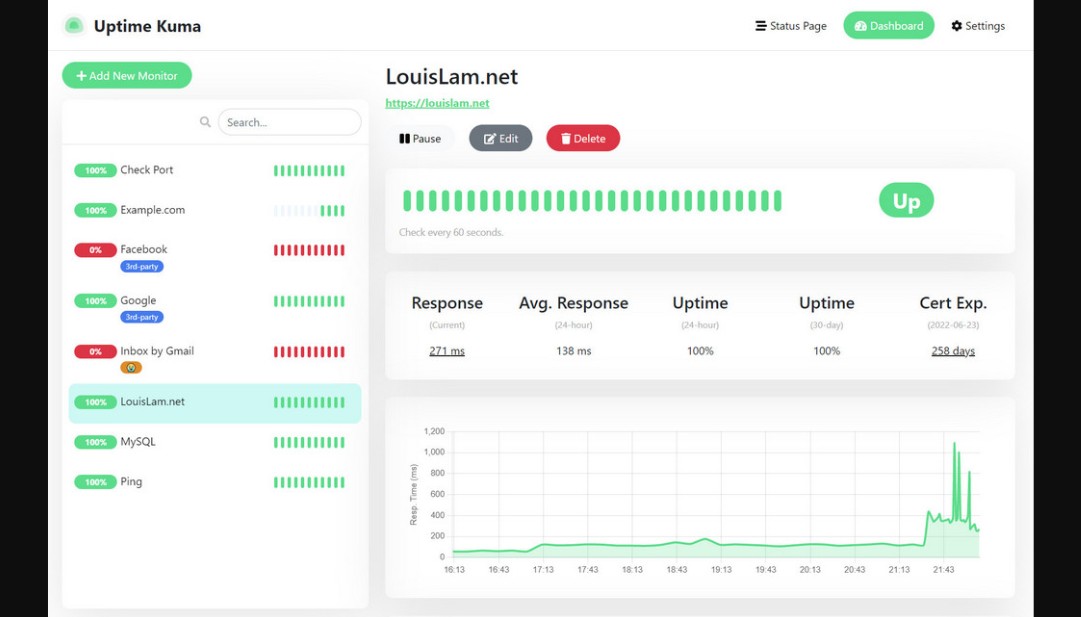 Uptime Kuma
Status Page
Dashboard
Settings
Add New Monitor
Search...
100% Check Port
100% Example.com
0% Facebook
3rd-party
100% Google
3rd-party
0% Inbox by Gmail
100% LouisLam.net
100% MySQL
100% Ping
LouisLam.net
https://louislam.net
Pause
Edit
Delete
Up
Check every 60 seconds.
Response Avg. Response Uptime Uptime Cert Exp.
(Current) (24-hour) (24-hour) (30-day) (2022-06-23)
271 ms 138 ms 100% 100% 258 days
Resp. Time (ms)
1,200
1,000
800
600
400
200
0
16:13 16:43 17:13 17:43 18:13 18:43 19:13 19:43 20:13 20:43 21:13 21:43